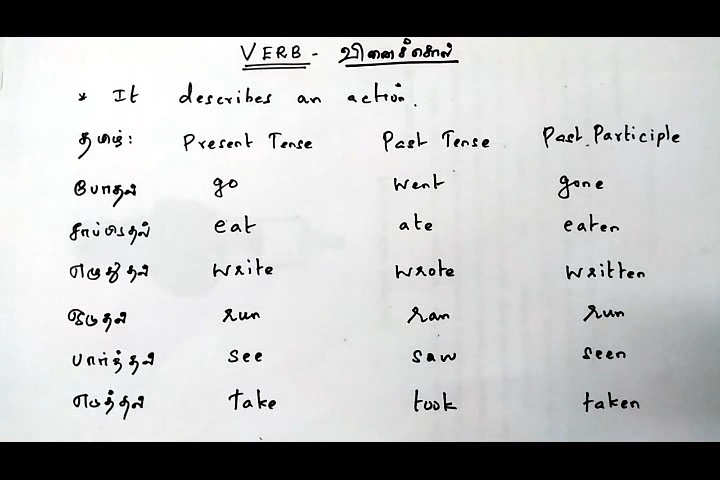 VERB - வினைச்சொல்
* It describes an action.
தமிழ்: Present Tense Past Tense Past Participle
போதல் go went gone
சாப்பிடுதல் eat ate eaten
எழுதுதல் write wrote written
ஓடுதல் run ran run
பார்த்தல் see saw seen
எடுத்தல் take took taken